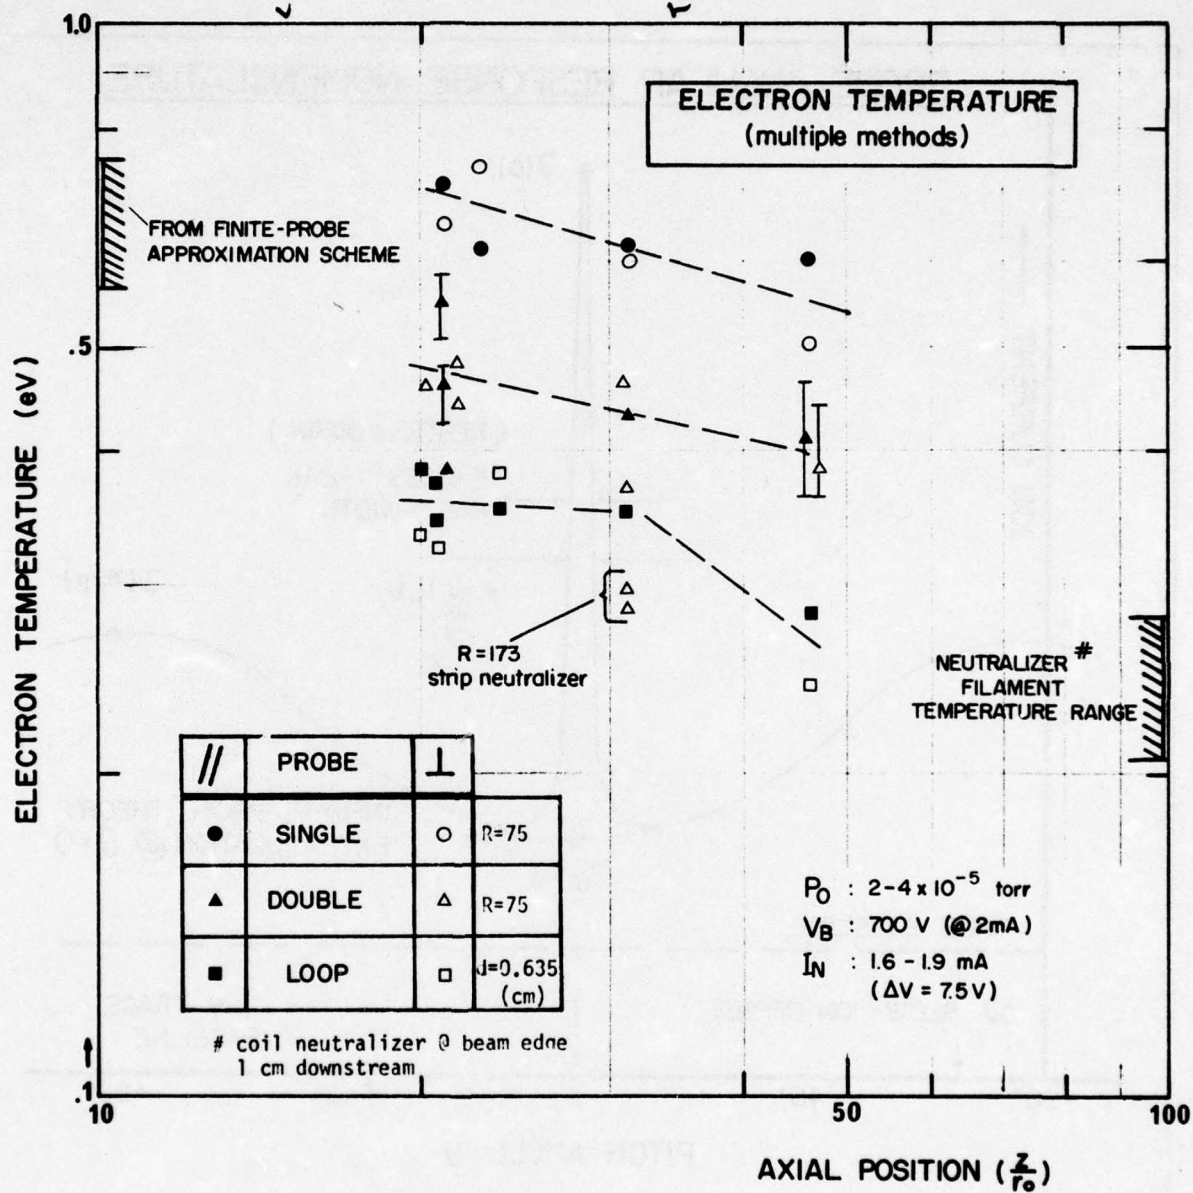 1.0
ELECTRON TEMPERATURE
(multiple methods)
FROM FINITE-PROBE
APPROXIMATION SCHEME
.5
ELECTRON TEMPERATURE (eV)
R=173
strip neutralizer
NEUTRALIZER #
FILAMENT
TEMPERATURE RANGE
// PROBE ⊥
● SINGLE ○ R=75
▲ DOUBLE △ R=75
■ LOOP □ d=0.635
(cm)
# coil neutralizer @ beam edge
1 cm downstream
PO : 2-4 x 10⁻⁵ torr
VB : 700 V (@ 2mA)
IN : 1.6 - 1.9 mA
(ΔV = 7.5 V)
.1
10
50
100
AXIAL POSITION (z/ro)